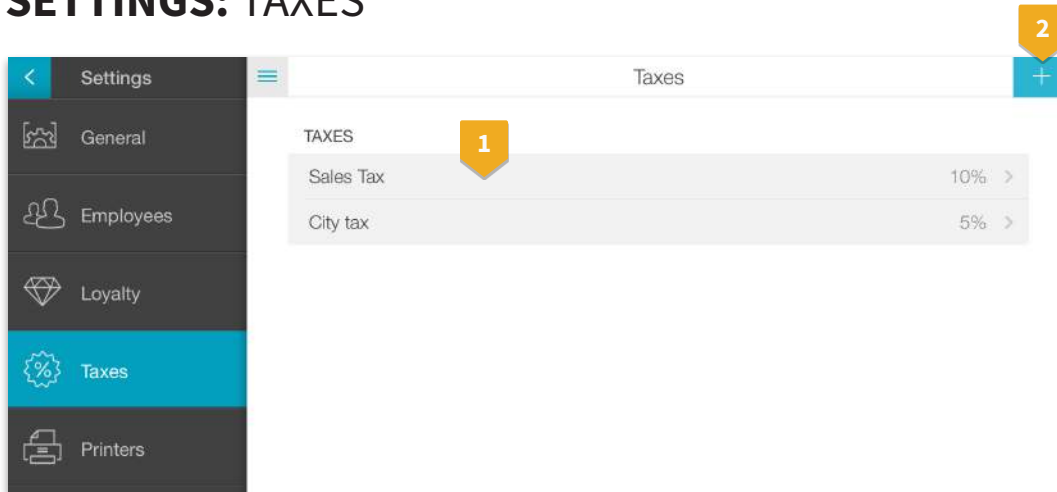 SETTINGS: TAXES
2
< Settings
Taxes
+
General
TAXES
1
Sales Tax 10% >
Employees
City tax 5% >
Loyalty
% Taxes
Printers